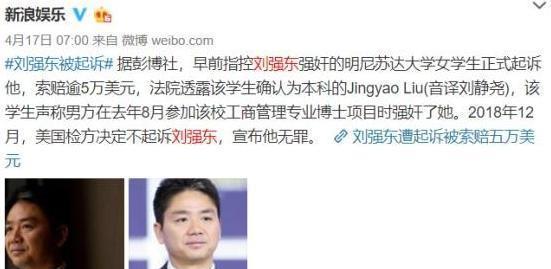 新浪娱乐
4月17日 07:00 来自 微博 weibo.com
#刘强东被起诉# 据彭博社，早前指控刘强东强奸的明尼苏达大学女学生正式起诉
他，索赔逾5万美元，法院透露该学生确认为本科的Jingyao Liu(音译刘静尧)，该
学生声称男方在去年8月参加该校工商管理专业博士项目时强奸了她。2018年12
月，美国检方决定不起诉刘强东，宣布他无罪。 刘强东遭起诉被索赔五万美
元